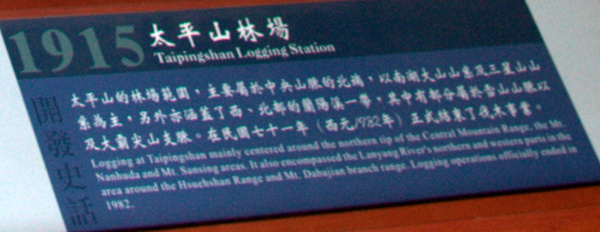 1915 太平山林場
Taipingshan Logging Station
開發史話
太平山的林場範圍，主要屬於中央山脈的北端，以南湖大山山系及三星山山
系為主，另外亦涵蓋了西、北部的蘭陽溪一帶，其中有部分屬於雪山山脈以
及大霸尖山支脈。在民國七十一年（西元1982年）正式結束了伐木事業。
Logging at Taipingshan mainly centered around the northern tip of the Central Mountain Range, the Mt.
Nanhuda and Mt. Sansing areas. It also encompassed the Lanyang River's northern and western parts in the
area around the Hsuehshan Range and Mt. Dabajian branch range. Logging operations officially ended in
1982.